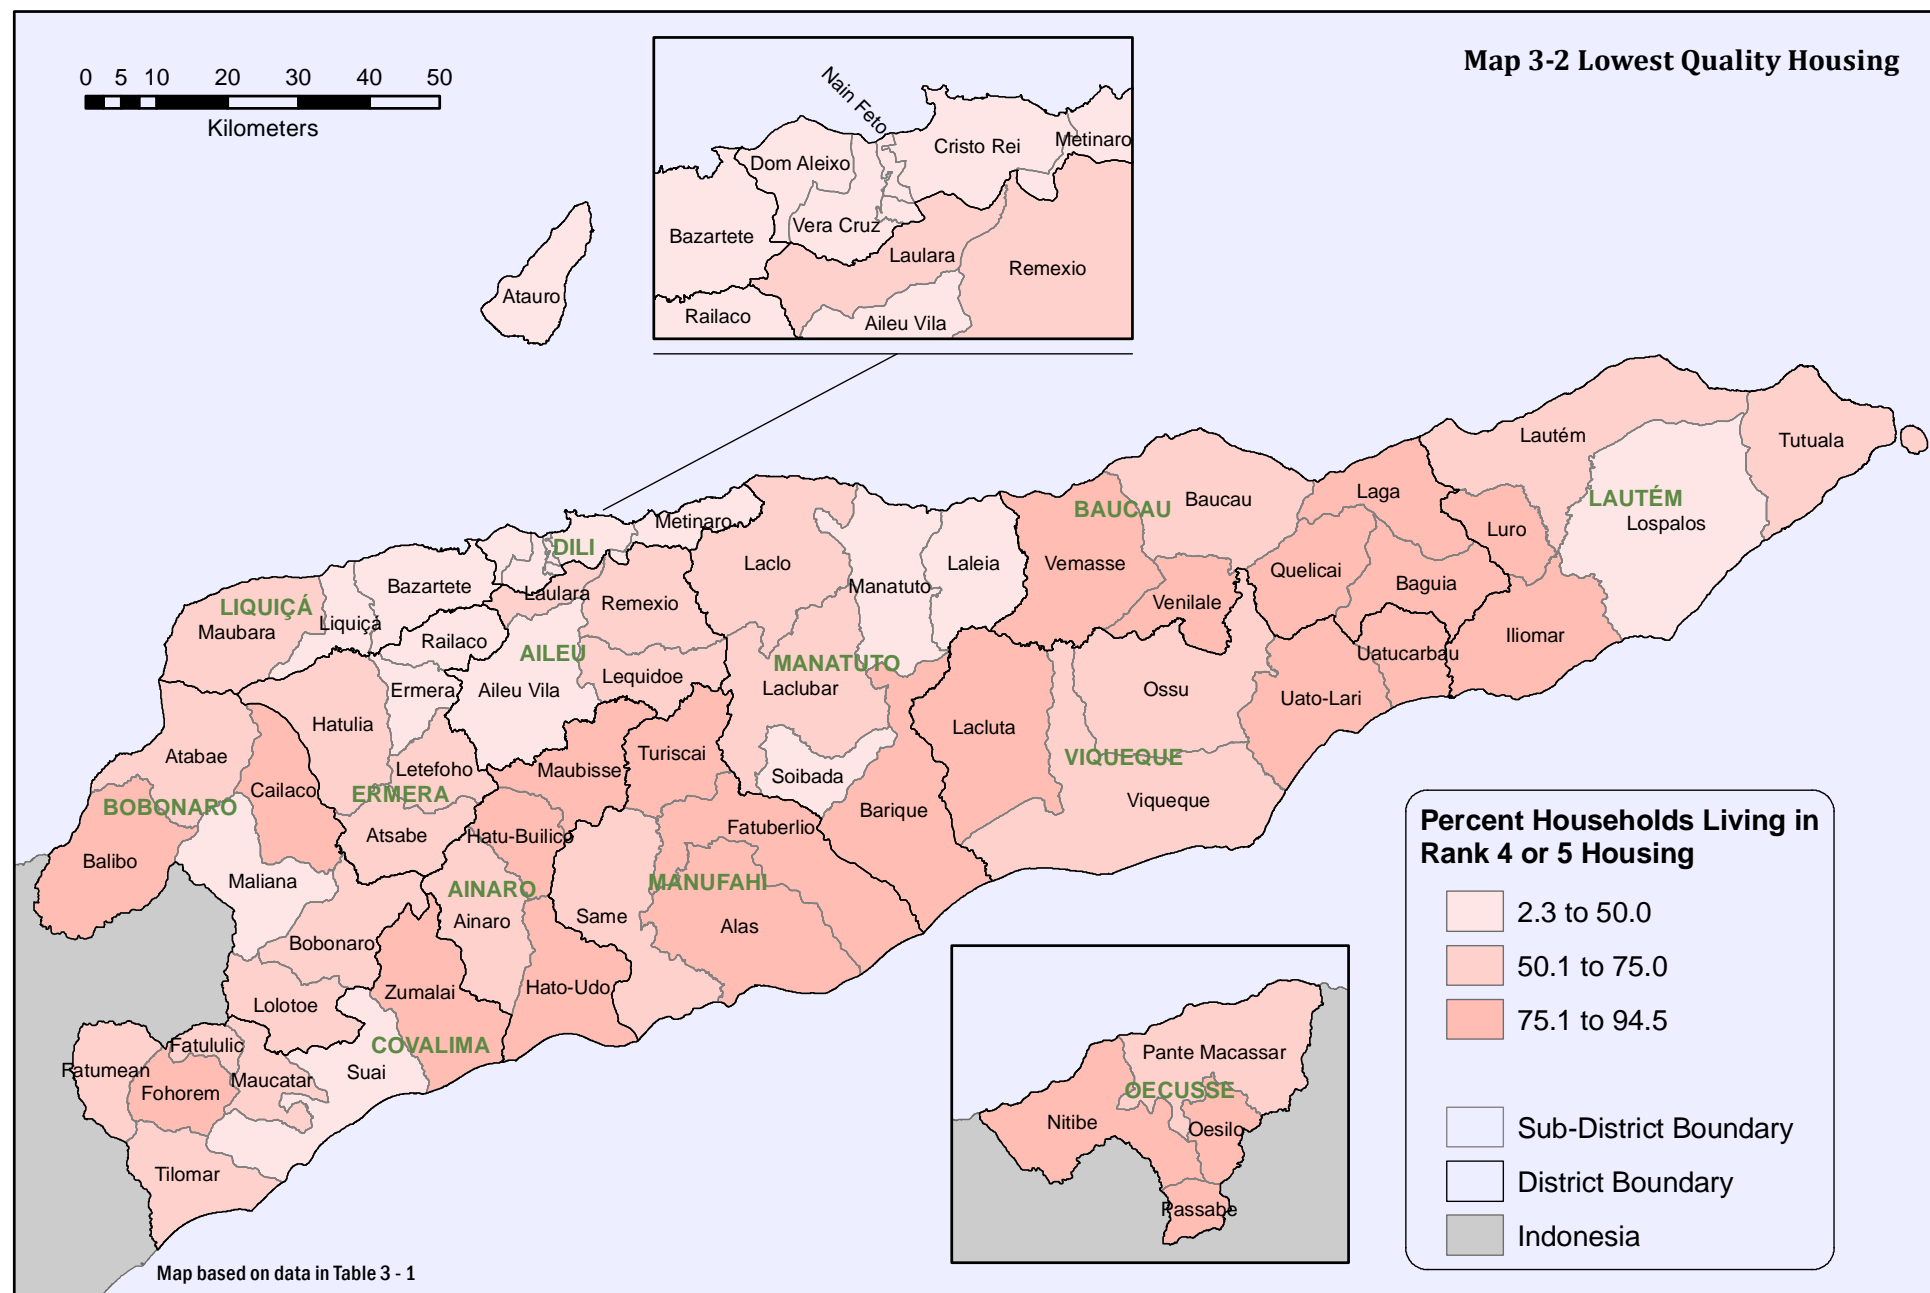 Map 3-2 Lowest Quality Housing
0 5 10 20 30 40 50
Kilometers
Nain Feto
Cristo Rei
Metinaro
Dom Aleixo
Vera Cruz
Bazartete
Laulara
Remexio
Railaco
Aileu Vila
Atauro
Lautém
Tutuala
LAUTÉM
Lospalos
Laga
Luro
Baucau
BAUCAU
Metinaro
DILI
Laclo
Manatuto
Laleia
Vemasse
Venilale
Quelicai
Baguia
Iliomar
Bazartete
Laulara
Remexio
LIQUIÇÁ
Maubara
Liquiçá
Railaco
AILEU
Lequidoe
MANATUTO
Laclubar
Uatucarbau
Uato-Lari
Ossu
Ermera
Aileu Vila
Hatulia
Lacluta
Turiscai
Atabae
Letefoho
Maubisse
Soibada
VIQUEQUE
Viqueque
Cailaco
ERMERA
BOBONARO
Barique
Atsabe
Hatu-Builico
Fatuberlio
Balibo
Maliana
AINARO
MANUFAHI
Ainaro
Same
Alas
Bobonaro
Zumalai
Hato-Udo
Lolotoe
COVALIMA
Fatululic
Fatumean
Maucatar
Suai
Fohorem
Tilomar
Pante Macassar
OECUSSE
Nitibe
Oesilo
Passabe
Percent Households Living in
Rank 4 or 5 Housing
2.3 to 50.0
50.1 to 75.0
75.1 to 94.5
Sub-District Boundary
District Boundary
Indonesia
Map based on data in Table 3 - 1